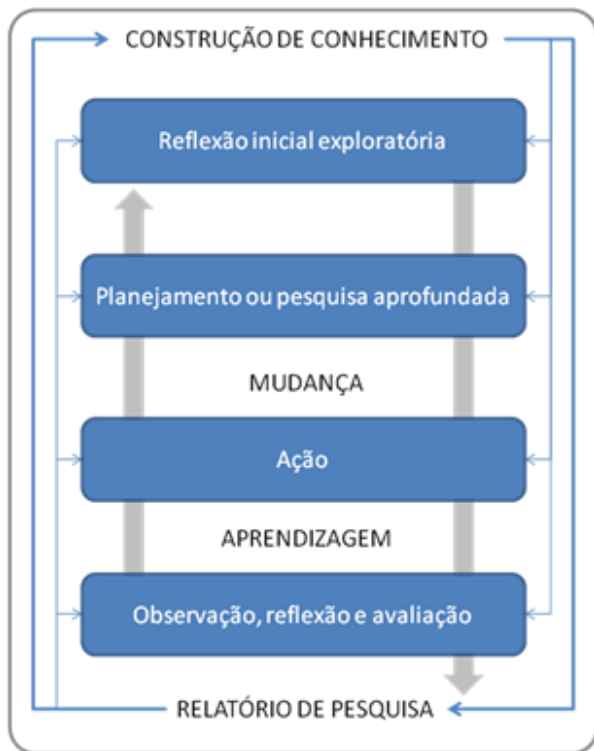 CONSTRUÇÃO DE CONHECIMENTO
Reflexão inicial exploratória
Planejamento ou pesquisa aprofundada
MUDANÇA
Ação
APRENDIZAGEM
Observação, reflexão e avaliação
RELATÓRIO DE PESQUISA